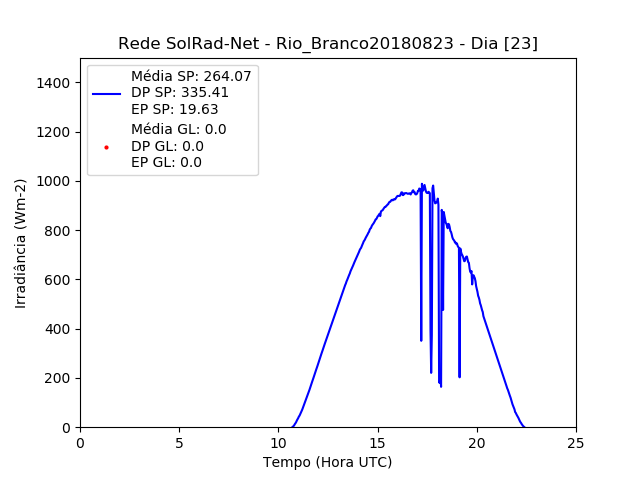 Rede SolRad-Net - Rio_Branco20180823 - Dia [23]
Média SP: 264.07
DP SP: 335.41
EP SP: 19.63
Média GL: 0.0
DP GL: 0.0
EP GL: 0.0
Irradiância (Wm-2)
1400
1200
1000
800
600
400
200
0
0 5 10 15 20 25
Tempo (Hora UTC)